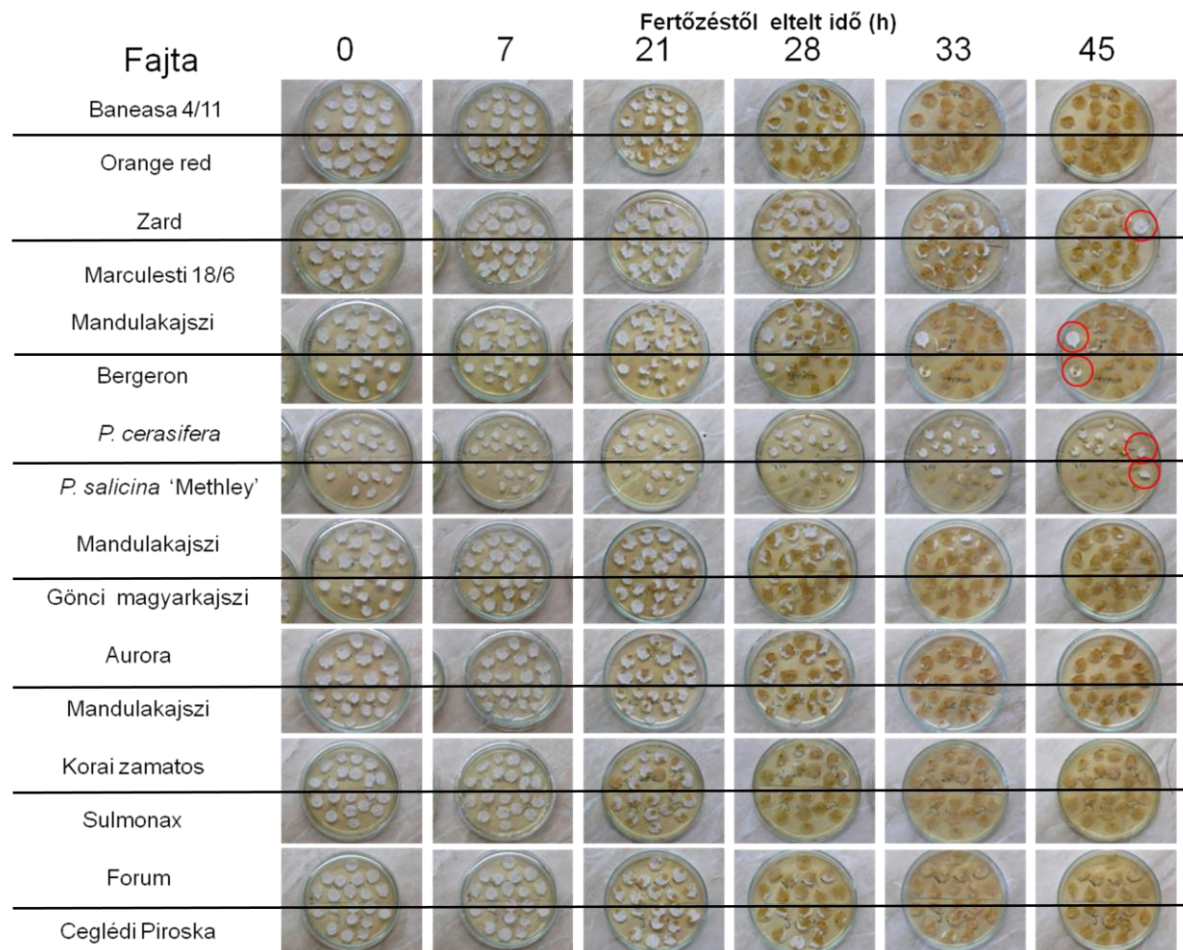 Fertőzéstől eltelt idő (h)
Fajta 0 7 21 28 33 45
Baneasa 4/11
Orange red
Zard
Marculesti 18/6
Mandulakajszi
Bergeron
P. cerasifera
P. salicina ‘Methley’
Mandulakajszi
Gönci magyarkajszi
Aurora
Mandulakajszi
Korai zamatos
Sulmonax
Forum
Ceglédi Piroska